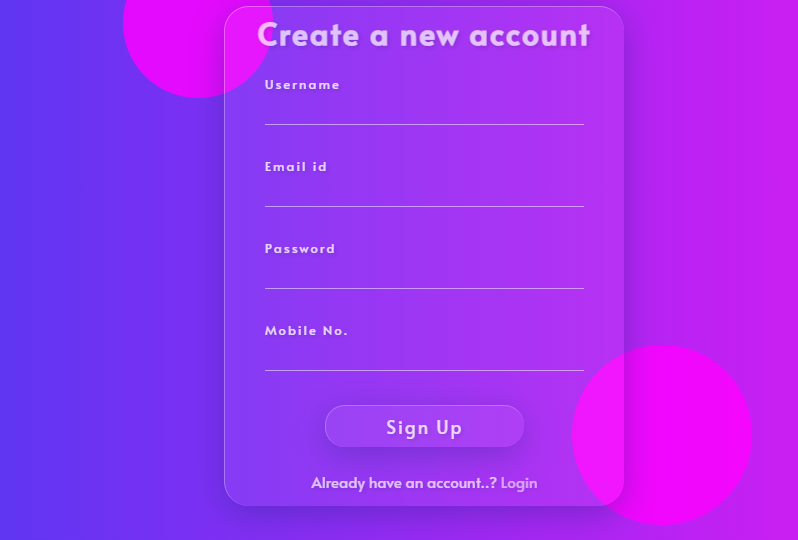 Create a new account
Username
Email id
Password
Mobile No.
Sign Up
Already have an account..? Login